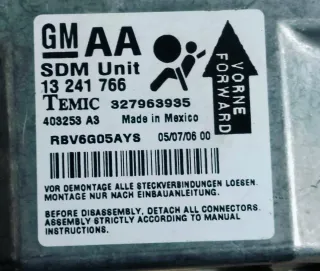 GM AA
SDM Unit
13 241 766
TEMIC 327963935
403253 A3 Made in Mexico
RBV6G05AYS 05/07/06 00
VORNE
FORWARD
VOR DEMONTAGE ALLE STECKVERBINDUNGEN LOESEN.
MONTAGE NUR NACH EINBAUANLEITUNG.
BEFORE DISASSEMBLY, DETACH ALL CONNECTORS.
ASSEMBLY STRICTLY ACCORDING TO MANUAL
INSTRUCTIONS.